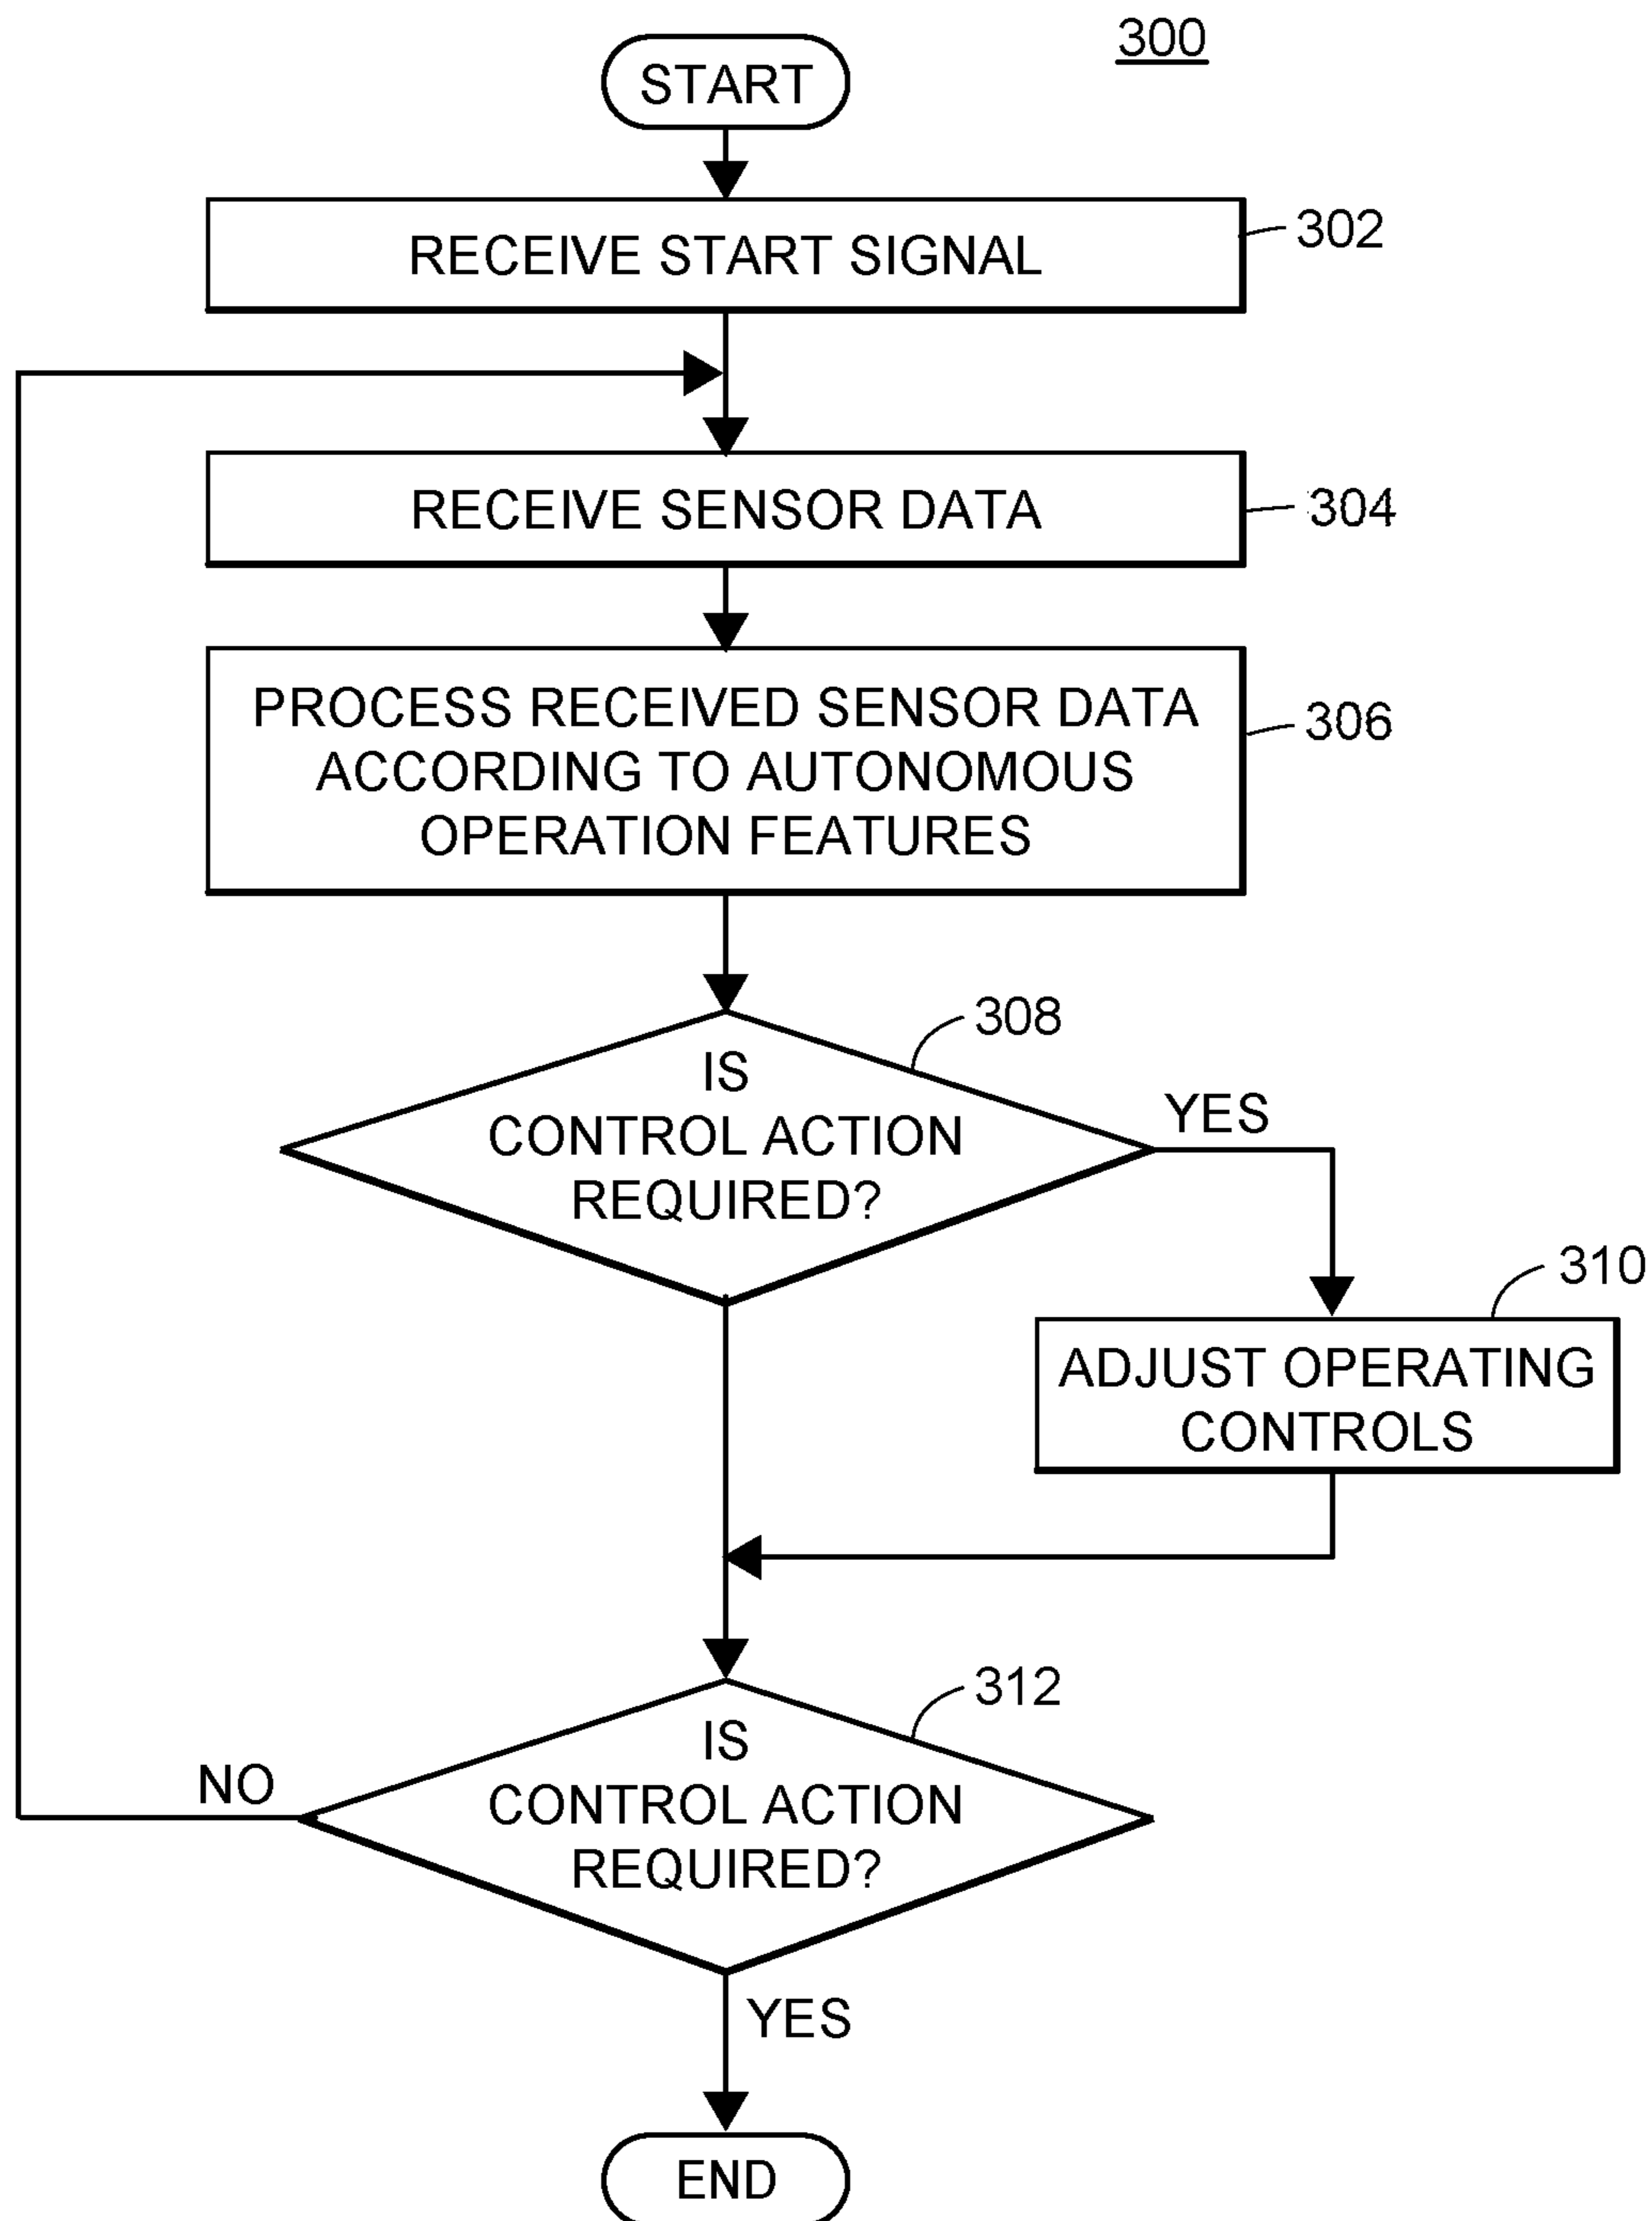 300
START
RECEIVE START SIGNAL
302
RECEIVE SENSOR DATA
304
PROCESS RECEIVED SENSOR DATA
ACCORDING TO AUTONOMOUS
OPERATION FEATURES
306
308
IS
CONTROL ACTION
REQUIRED?
YES
310
ADJUST OPERATING
CONTROLS
312
IS
CONTROL ACTION
REQUIRED?
NO
YES
END